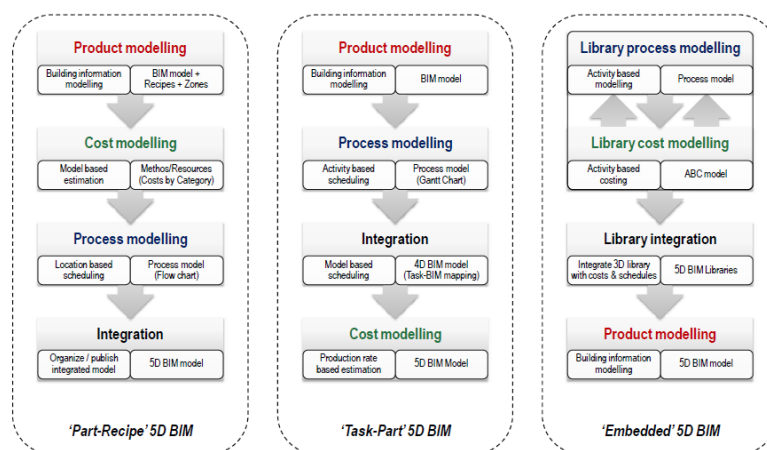 Product modelling
Building information
modelling
BIM model +
Recipes + Zones
Cost modelling
Model based
estimation
Methos/Resources
(Costs by Category)
Process modelling
Location based
scheduling
Process model
(Flow chart)
Integration
Organize / publish
integrated model
5D BIM model
'Part-Recipe' 5D BIM
Product modelling
Building information
modelling
BIM model
Process modelling
Activity based
scheduling
Process model
(Gantt Chart)
Integration
Model based
scheduling
4D BIM model
(Task-BIM mapping)
Cost modelling
Production rate
based estimation
5D BIM Model
'Task-Part' 5D BIM
Library process modelling
Activity based
modelling
Process model
Library cost modelling
Activity based
costing
ABC model
Library integration
Integrate 3D library
with costs & schedules
5D BIM Libraries
Product modelling
Building information
modelling
5D BIM model
'Embedded' 5D BIM